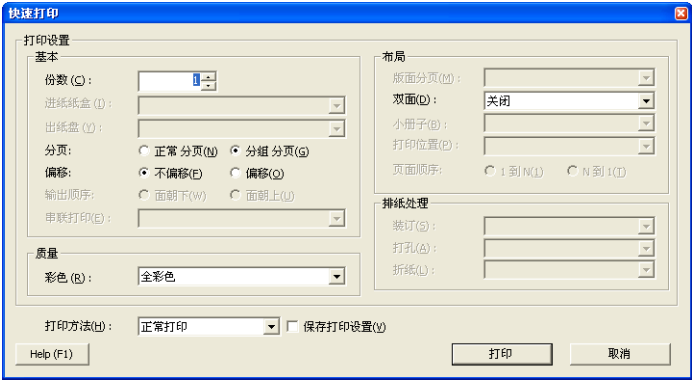 快速打印
打印设置
基本
份数(C): 1
进纸纸盒(I):
出纸盒(Y):
分页: 正常 分页(N) 分组 分页(G)
偏移: 不偏移(F) 偏移(O)
输出顺序: 面朝下(W) 面朝上(U)
串联打印(E):
质量
彩色(R): 全彩色
布局
版面分页(M):
双面(D): 关闭
小册子(B):
打印位置(P):
页面顺序: 1 到 N(1) N 到 1(T)
排纸处理
装订(S):
打孔(A):
折纸(L):
打印方法(H): 正常打印 保存打印设置(V)
Help (F1) 打印 取消